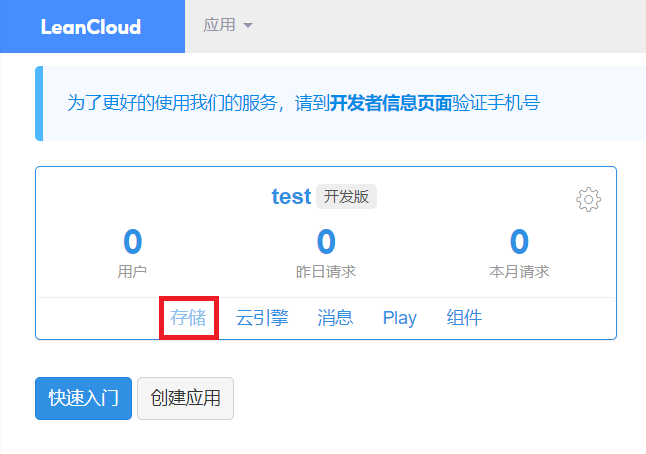 LeanCloud 应用
为了更好的使用我们的服务，请到开发者信息页面验证手机号
test 开发版
0 0 0
用户 昨日请求 本月请求
存储 云引擎 消息 Play 组件
快速入门 创建应用